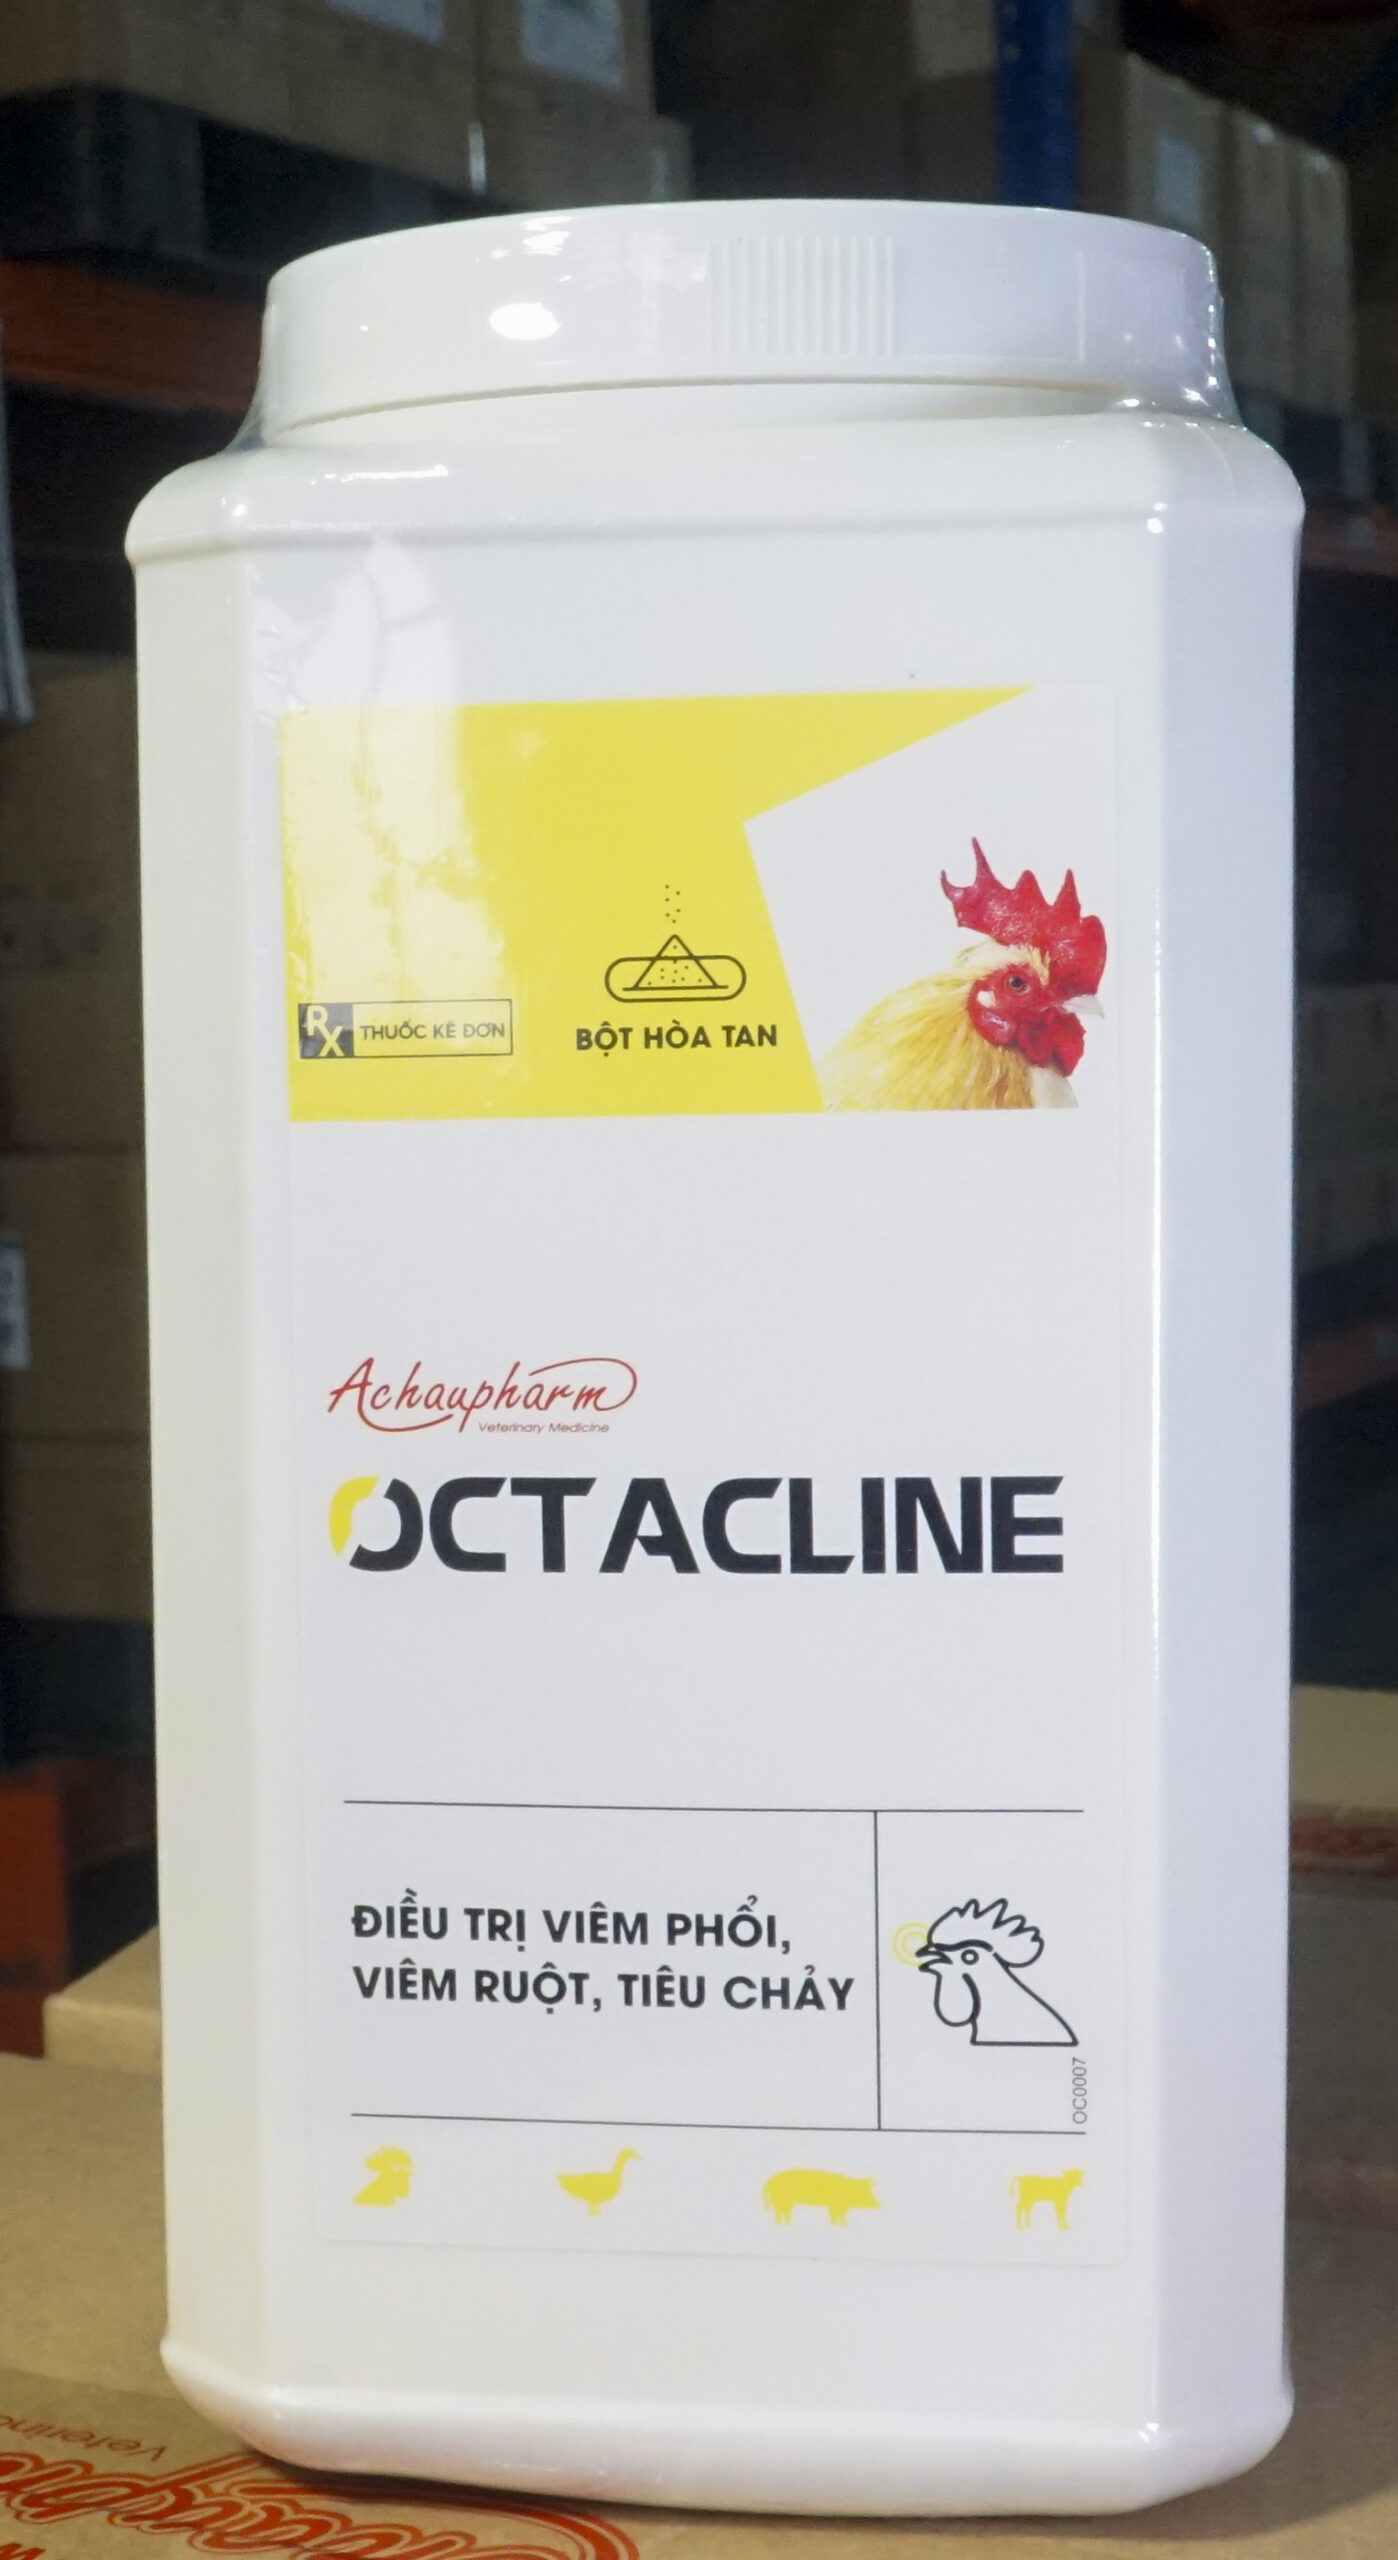 RX THUỐC KÊ ĐƠN
BỘT HÒA TAN
Achaupharm
Veterinary Medicine
OCTACLINE
ĐIỀU TRỊ VIÊM PHỔI,
VIÊM RUỘT, TIÊU CHẢY
OC0007